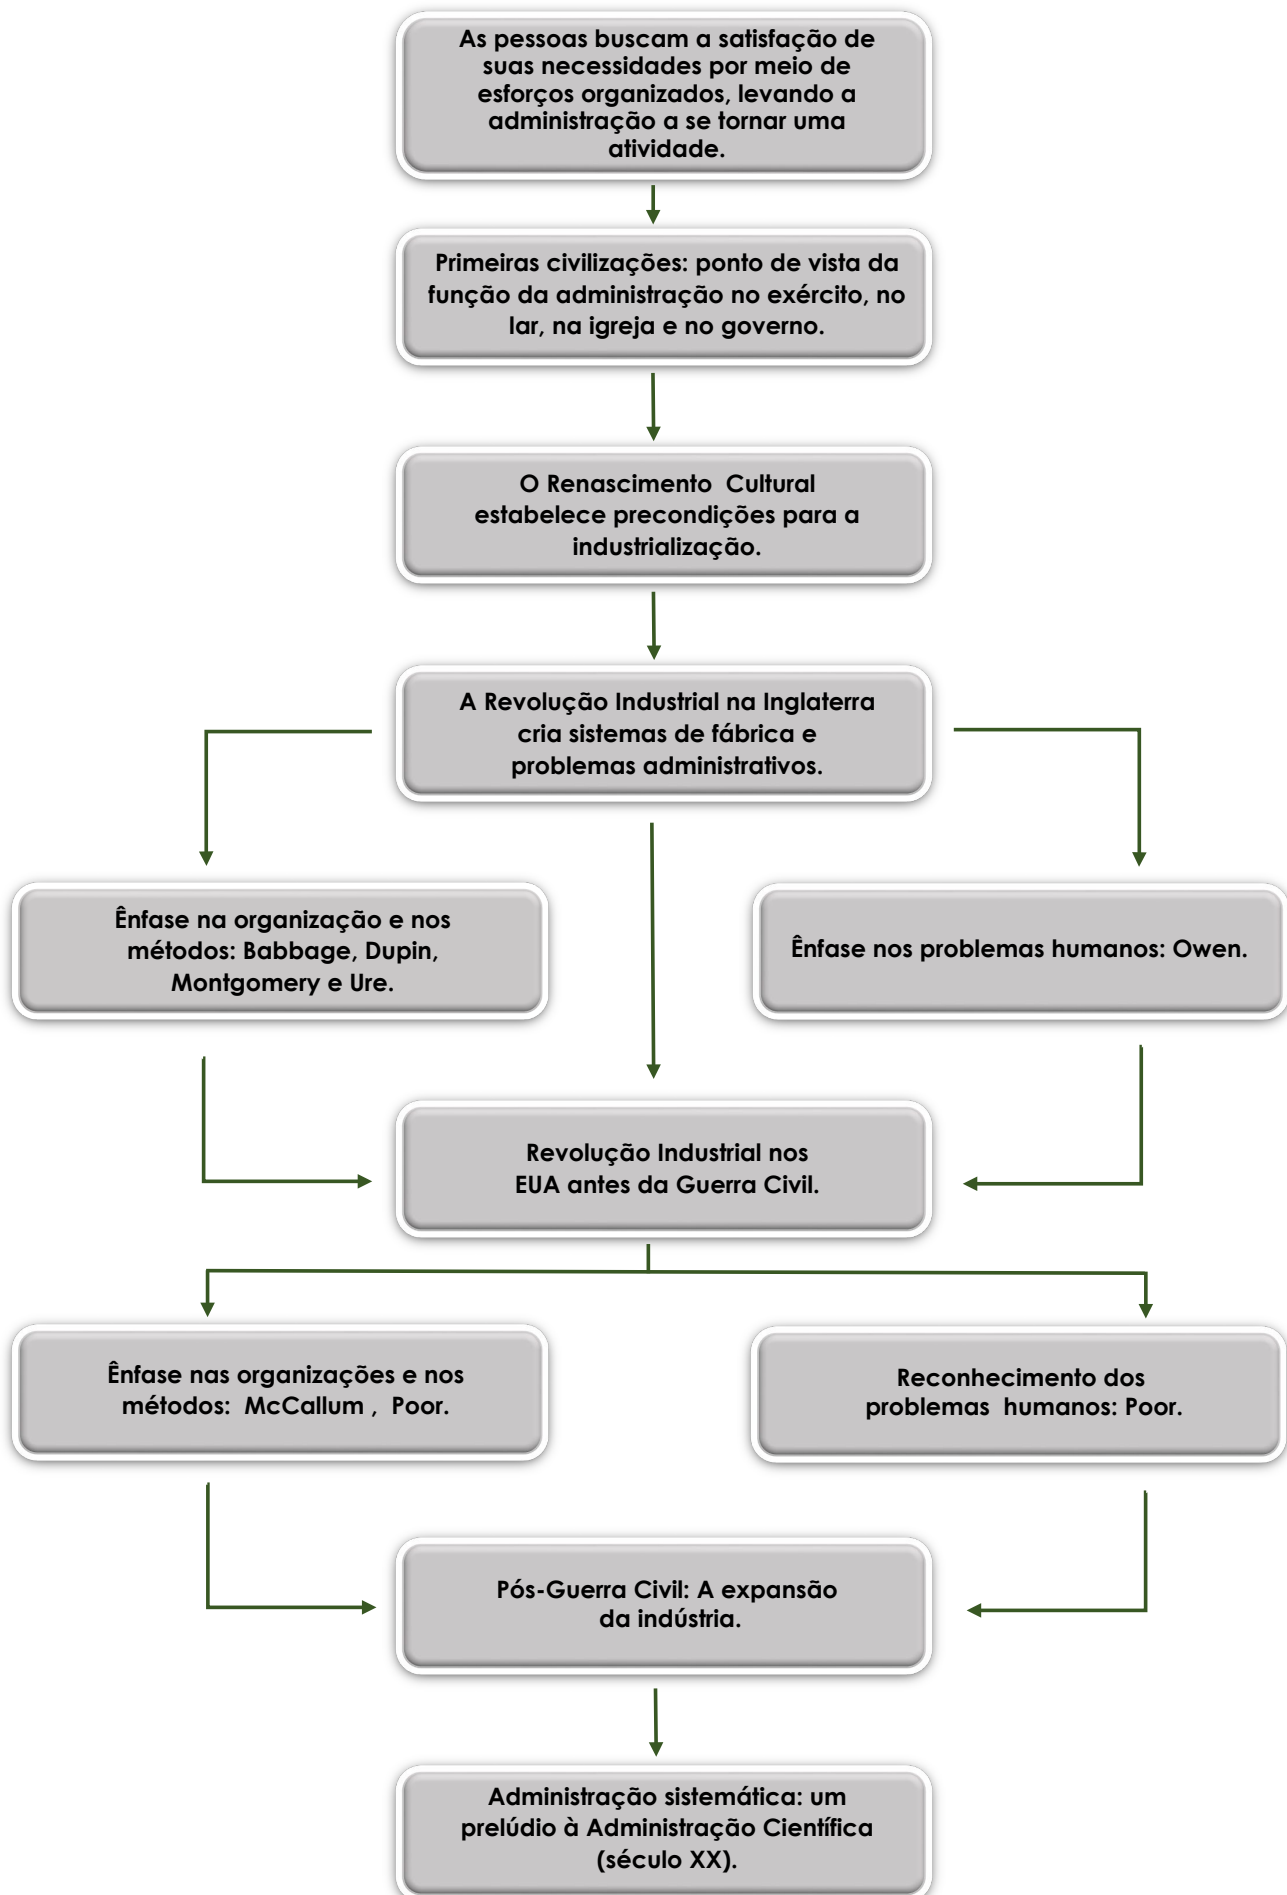 As pessoas buscam a satisfação de
suas necessidades por meio de
esforços organizados, levando a
administração a se tornar uma
atividade.
Primeiras civilizações: ponto de vista da
função da administração no exército, no
lar, na igreja e no governo.
O Renascimento Cultural
estabelece precondições para a
industrialização.
A Revolução Industrial na Inglaterra
cria sistemas de fábrica e
problemas administrativos.
Ênfase na organização e nos
métodos: Babbage, Dupin,
Montgomery e Ure.
Ênfase nos problemas humanos: Owen.
Revolução Industrial nos
EUA antes da Guerra Civil.
Ênfase nas organizações e nos
métodos: McCallum , Poor.
Reconhecimento dos
problemas humanos: Poor.
Pós-Guerra Civil: A expansão
da indústria.
Administração sistemática: um
prelúdio à Administração Científica
(século XX).